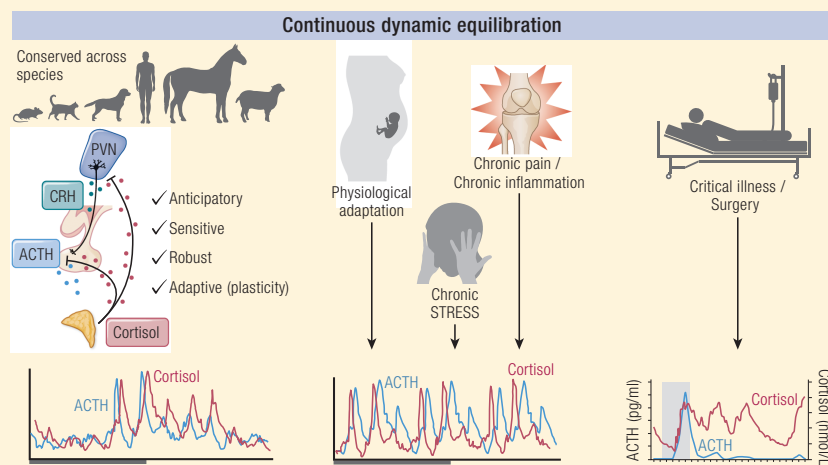 Continuous dynamic equilibration
Conserved across
species
PVN
CRH
ACTH
Cortisol
✓ Anticipatory
✓ Sensitive
✓ Robust
✓ Adaptive (plasticity)
Physiological
adaptation
Chronic pain /
Chronic inflammation
Chronic
STRESS
Critical illness /
Surgery
ACTH
Cortisol
ACTH
Cortisol
ACTH (pg/ml)
Cortisol
ACTH
Cortisol